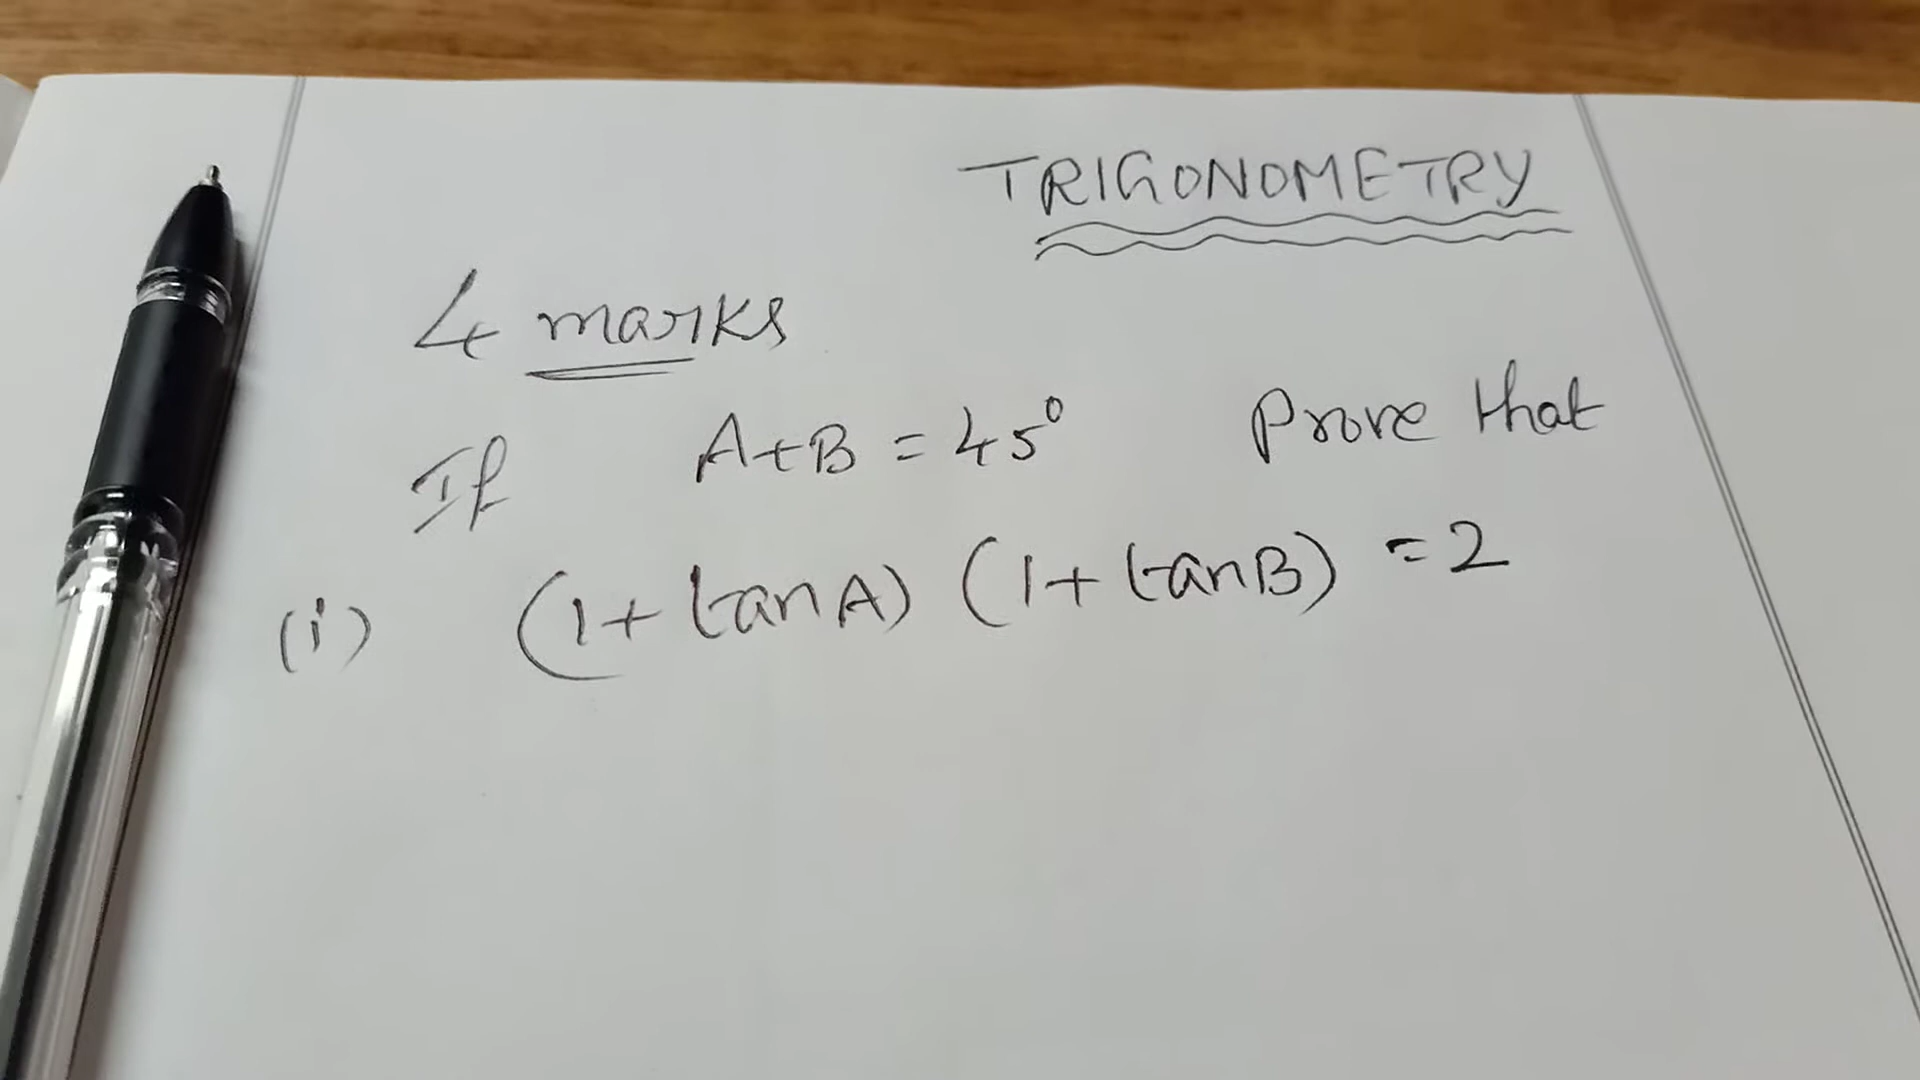 TRIGONOMETRY
4 marks
If A+B = 45° Prove that
(i) (1+tanA) (1+tanB) = 2